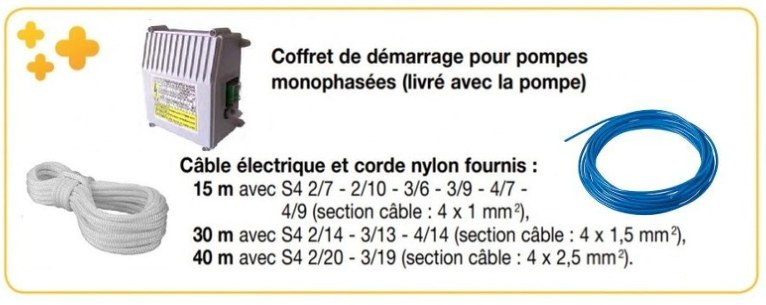 Coffret de démarrage pour pompes
monophasées (livré avec la pompe)
Câble électrique et corde nylon fournis :
15 m avec S4 2/7 - 2/10 - 3/6 - 3/9 - 4/7 -
4/9 (section câble : 4 x 1 mm²),
30 m avec S4 2/14 - 3/13 - 4/14 (section câble : 4 x 1,5 mm²),
40 m avec S4 2/20 - 3/19 (section câble : 4 x 2,5 mm²).